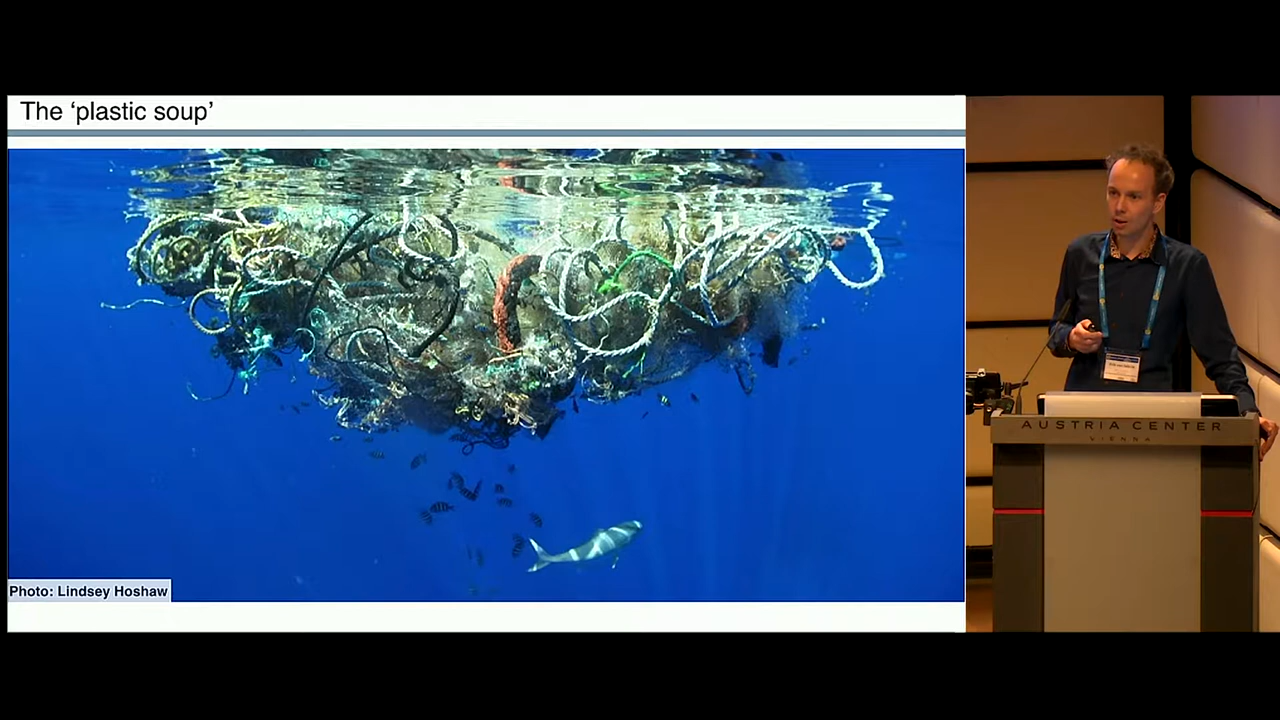 The ‘plastic soup’
Photo: Lindsey Hoshaw
AUSTRIA CENTER
VIENNA